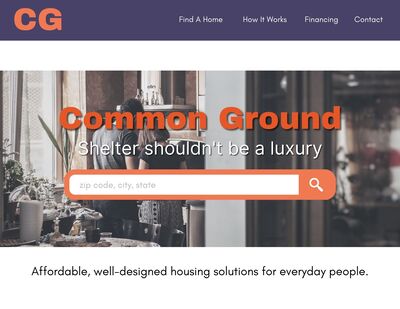 CG
Find A Home How It Works Financing Contact
Common Ground
Shelter shouldn't be a luxury
zip code, city, state
Affordable, well-designed housing solutions for everyday people.